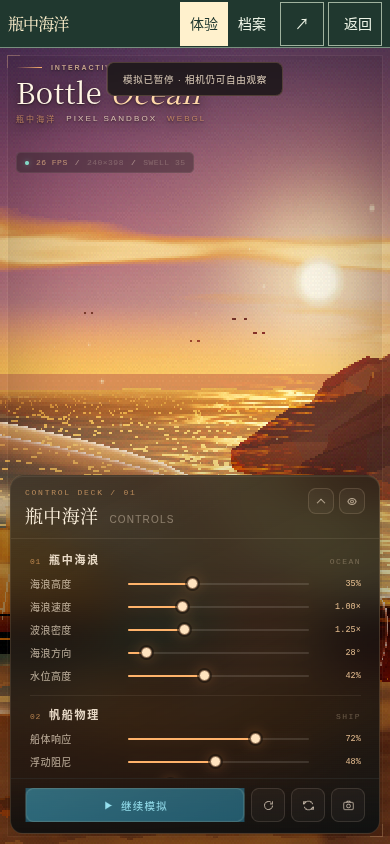 瓶中海洋 体验 档案 ↗ 返回
模拟已暂停 · 相机仍可自由观察
Bottle Ocean
瓶中海洋 PIXEL SANDBOX WEBGL
26 FPS / 240×390 / SWELL 35
CONTROL DECK / 01
瓶中海洋 CONTROLS
01 瓶中海浪 OCEAN
海浪高度 35%
海浪速度 1.00×
波浪密度 1.25×
海浪方向 28°
水位高度 42%
02 帆船物理 SHIP
船体响应 72%
浮动阻尼 48%
继续模拟